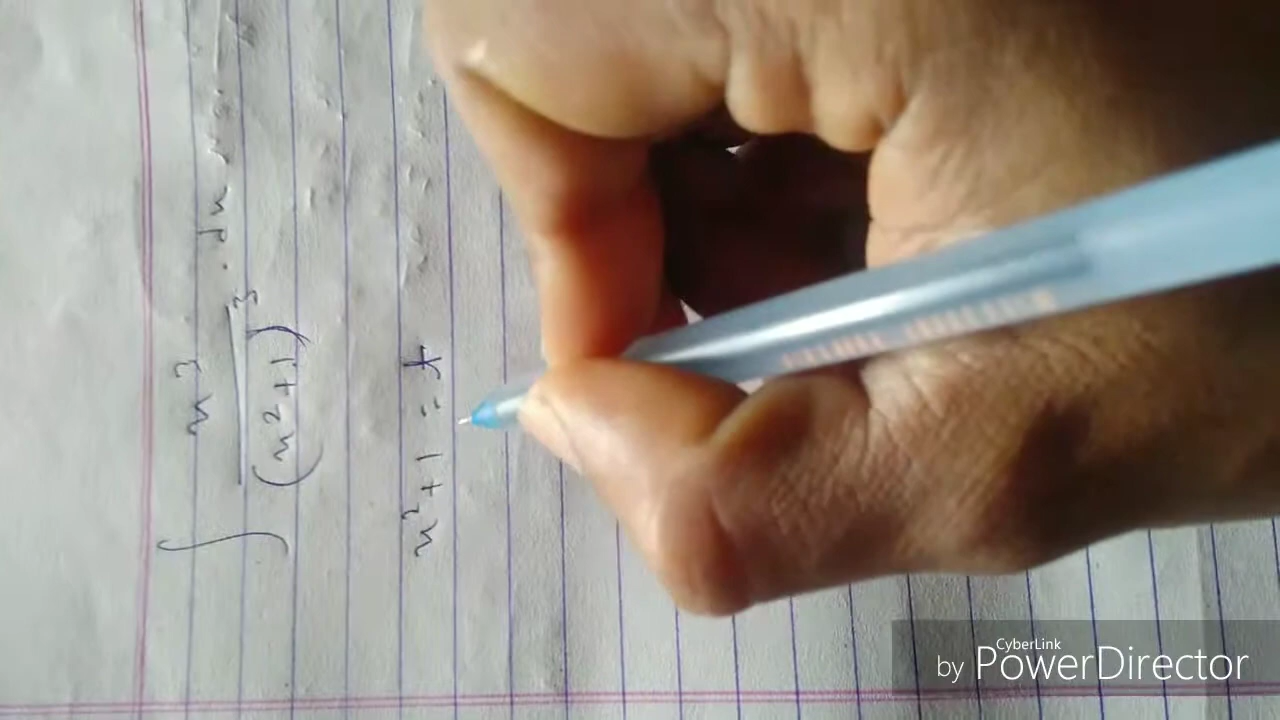 ∫ x³/(x²+1)³ . dx
x²+1 = t
CyberLink
by PowerDirector